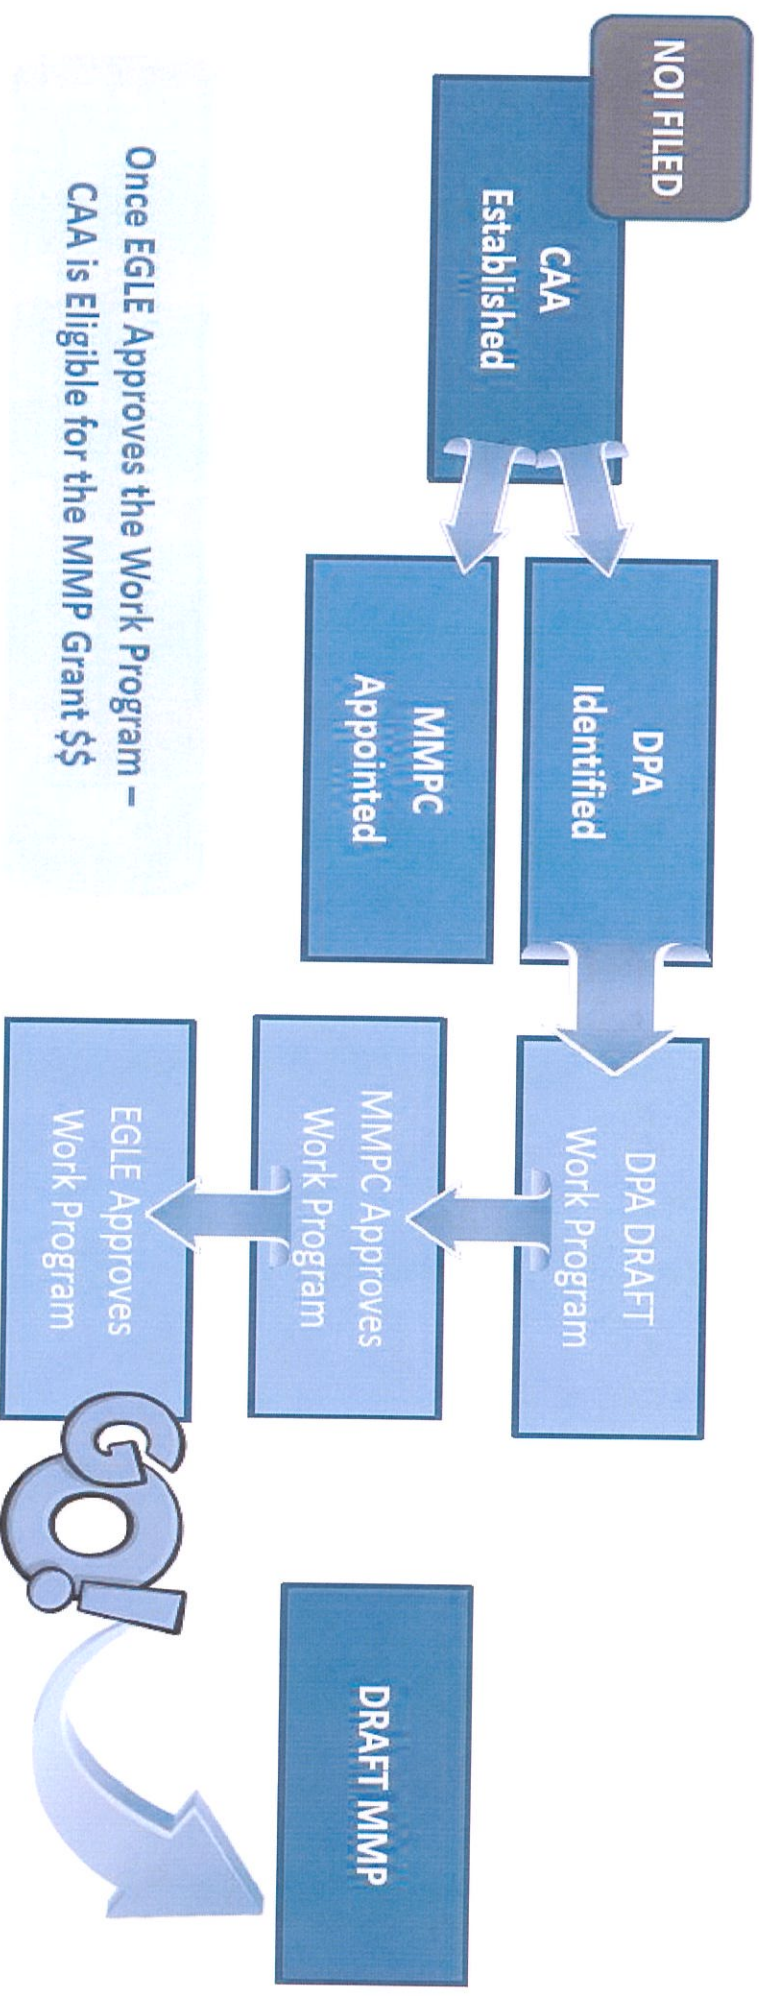 NOI FILED
CAA
Established
DPA
Identified
MMPC
Appointed
DPA DRAFT
Work Program
MMPC Approves
Work Program
EGLE Approves
Work Program
GO!
DRAFT MMP
Once EGLE Approves the Work Program –
CAA is Eligible for the MMP Grant $$